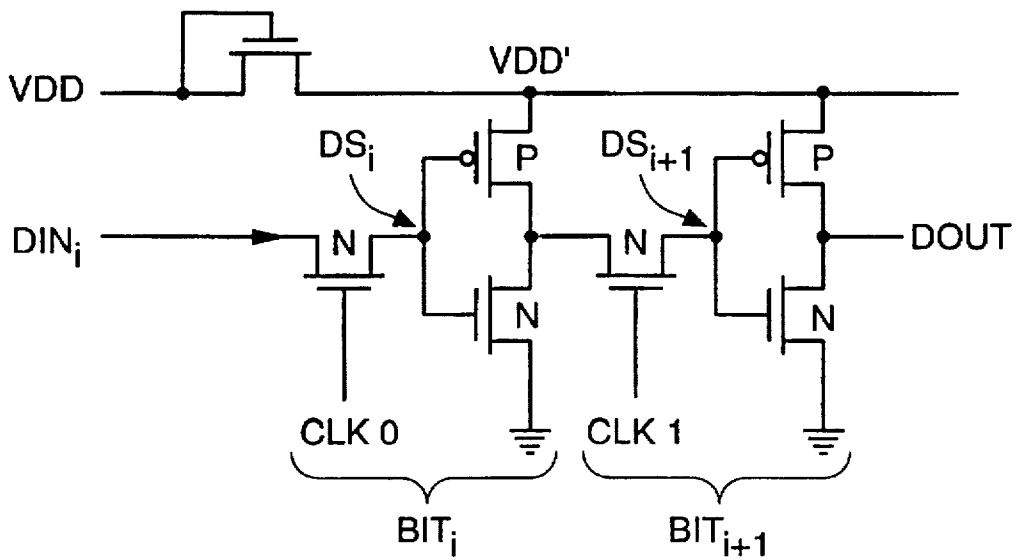 VDD
VDD'
DS_i
P
DS_{i+1}
P
DIN_i
N
N
DOUT
N
N
CLK 0
CLK 1
BIT_i
BIT_{i+1}